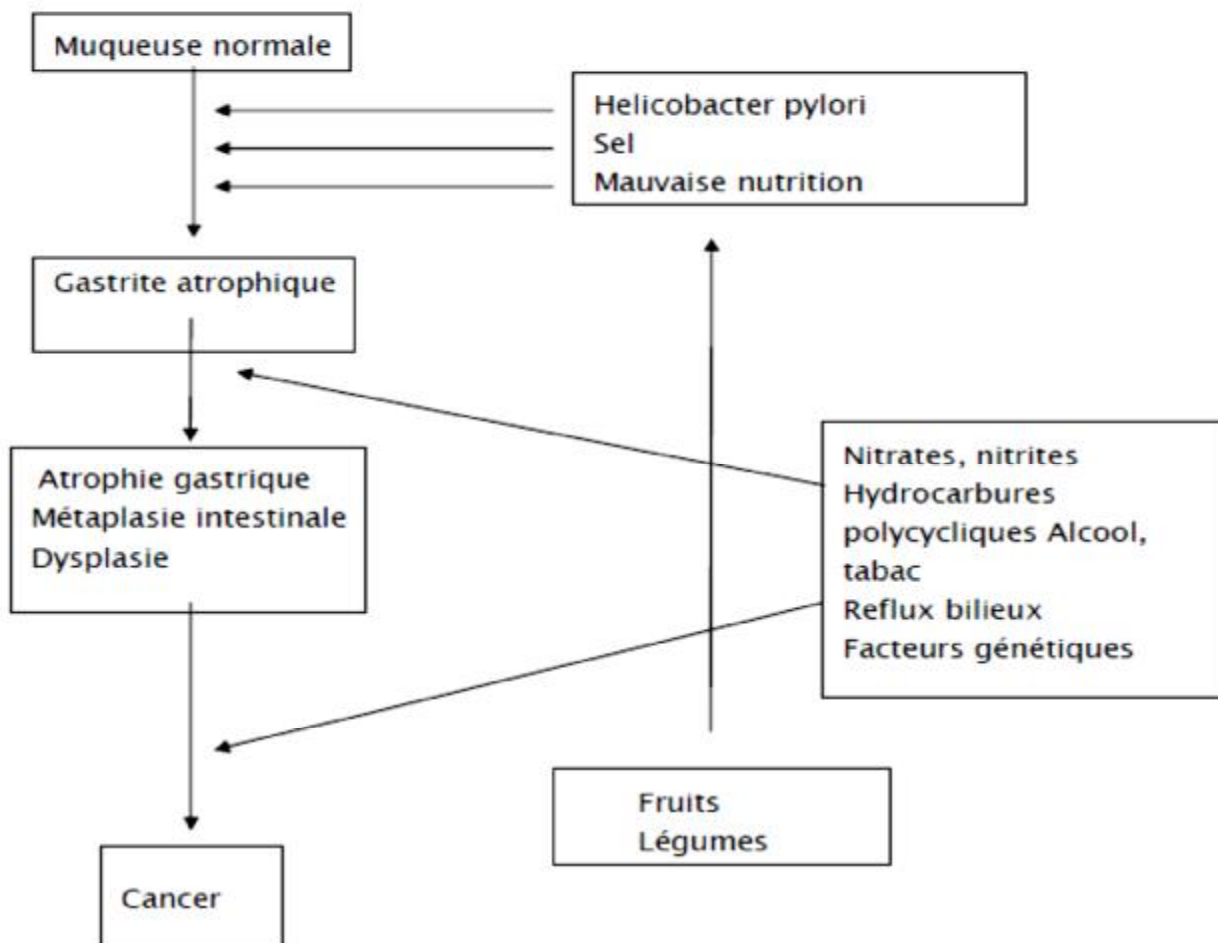 Muqueuse normale
Helicobacter pylori
Sel
Mauvaise nutrition
Gastrite atrophique
Atrophie gastrique
Métaplasie intestinale
Dysplasie
Nitrates, nitrites
Hydrocarbures
polycycliques Alcool,
tabac
Reflux bilieux
Facteurs génétiques
Fruits
Légumes
Cancer